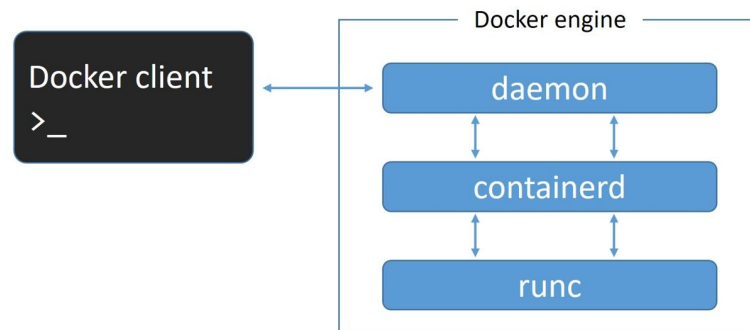 Docker engine
Docker client
>_
daemon
containerd
runc